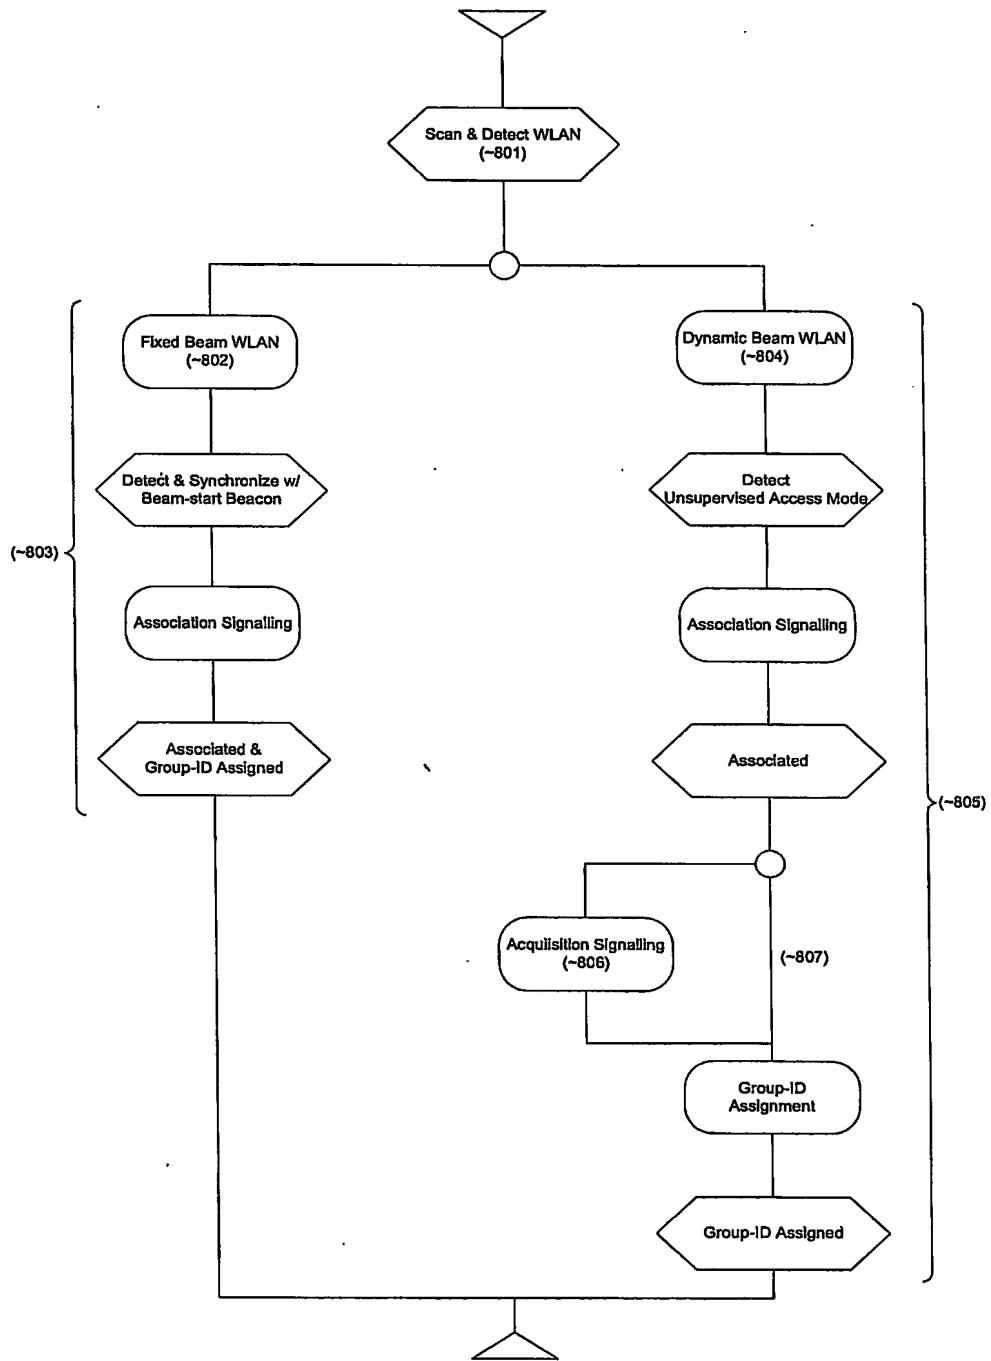 Scan & Detect WLAN
(~801)
Fixed Beam WLAN
(~802)
Dynamic Beam WLAN
(~804)
Detect & Synchronize w/
Beam-start Beacon
Detect
Unsupervised Access Mode
(~803)
Association Signalling
Association Signalling
Associated &
Group-ID Assigned
Associated
(~805)
Acquisition Signalling
(~806)
(~807)
Group-ID
Assignment
Group-ID Assigned